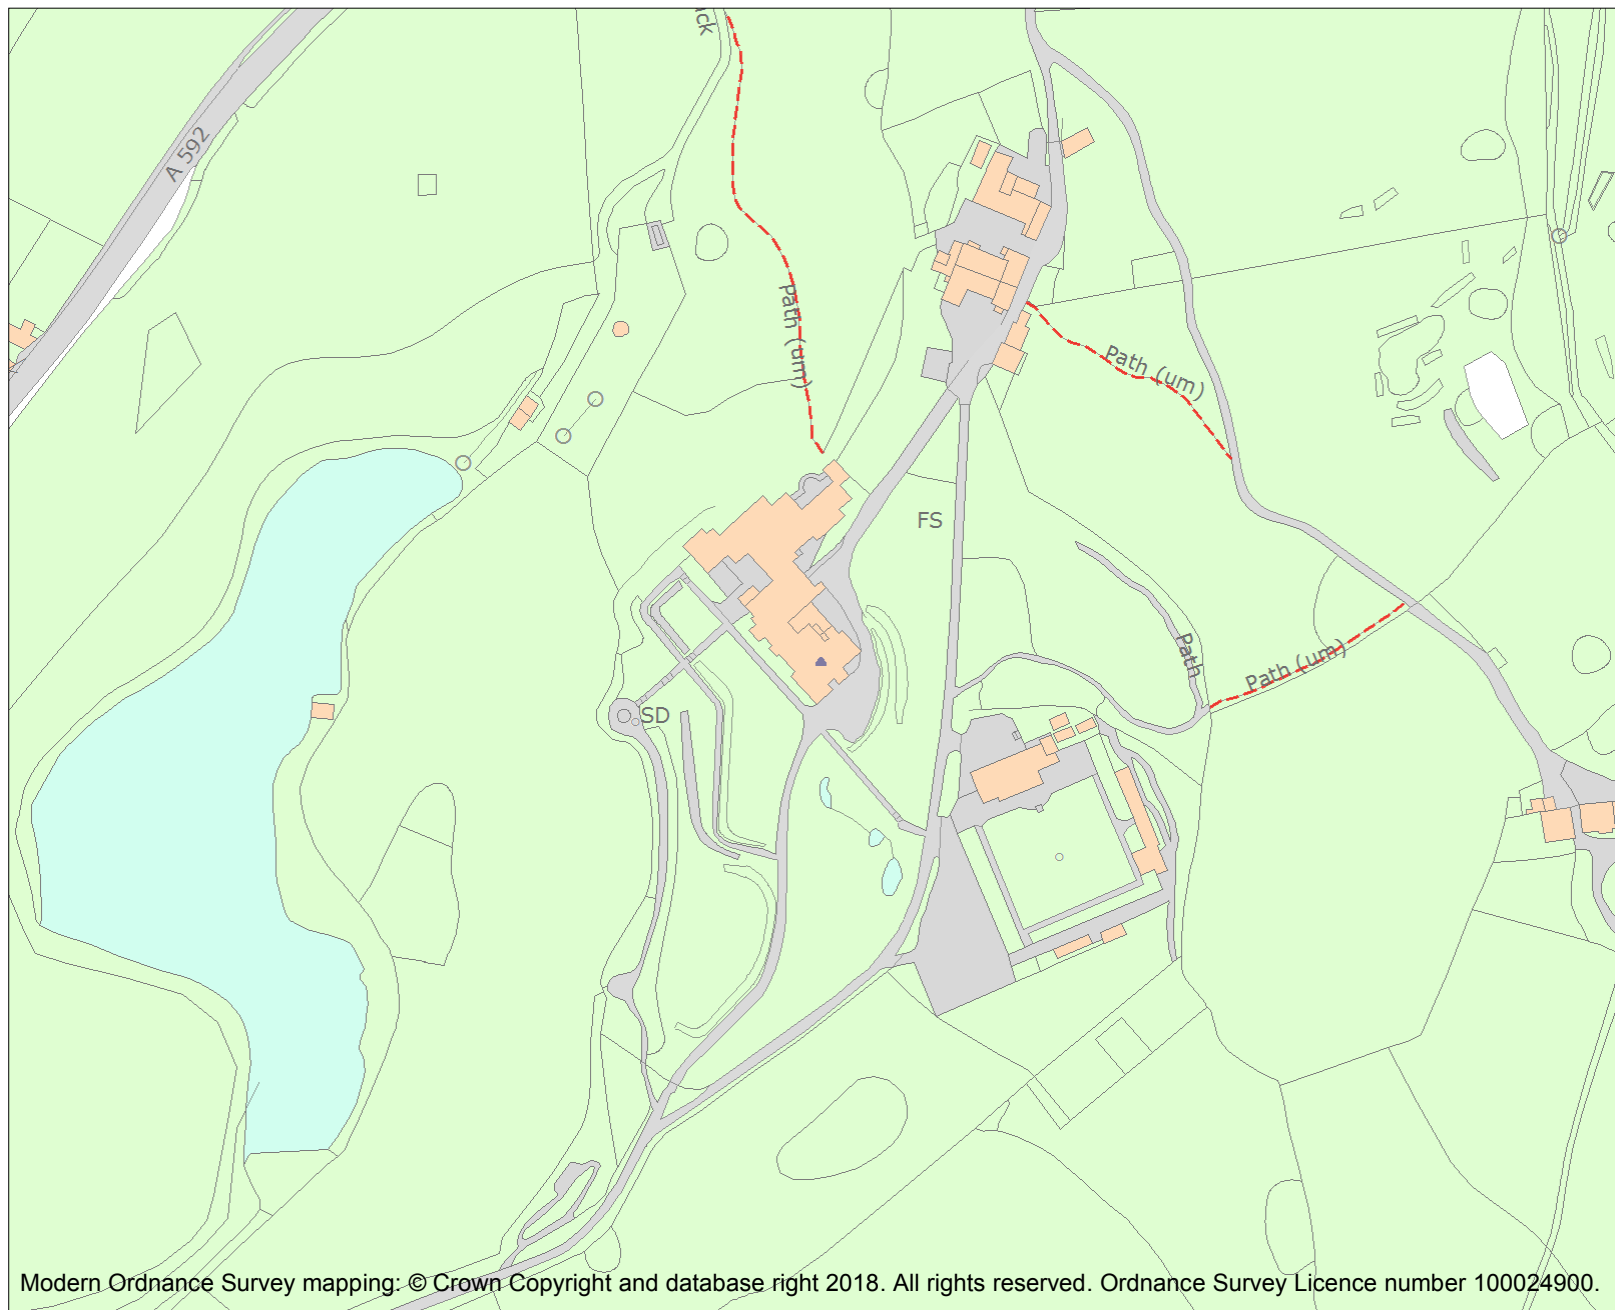 A 592
Path (um)
Path (um)
FS
Path
Path (um)
SD
Modern Ordnance Survey mapping: © Crown Copyright and database right 2018. All rights reserved. Ordnance Survey Licence number 100024900.